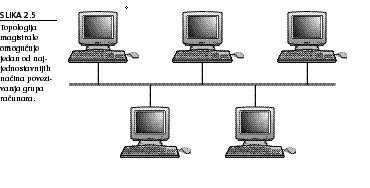 SLIKA 2.5
Topologija
magistrale
omogućuje
jedan od naj-
jednostavnijih
načina povezi-
vanja grupa
računara.